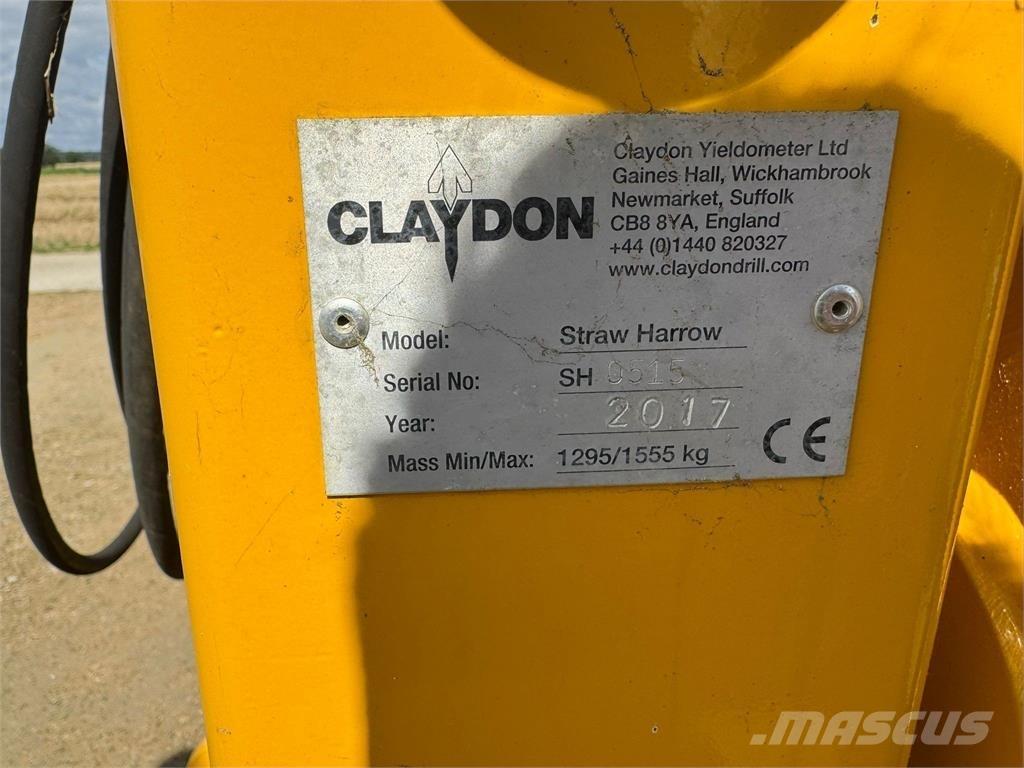 CLAYDON
Claydon Yieldometer Ltd
Gaines Hall, Wickhambrook
Newmarket, Suffolk
CB8 8YA, England
+44 (0)1440 820327
www.claydondrill.com
Model: Straw Harrow
Serial No: SH 0515
Year: 2017
Mass Min/Max: 1295/1555 kg
CE
MASCUS